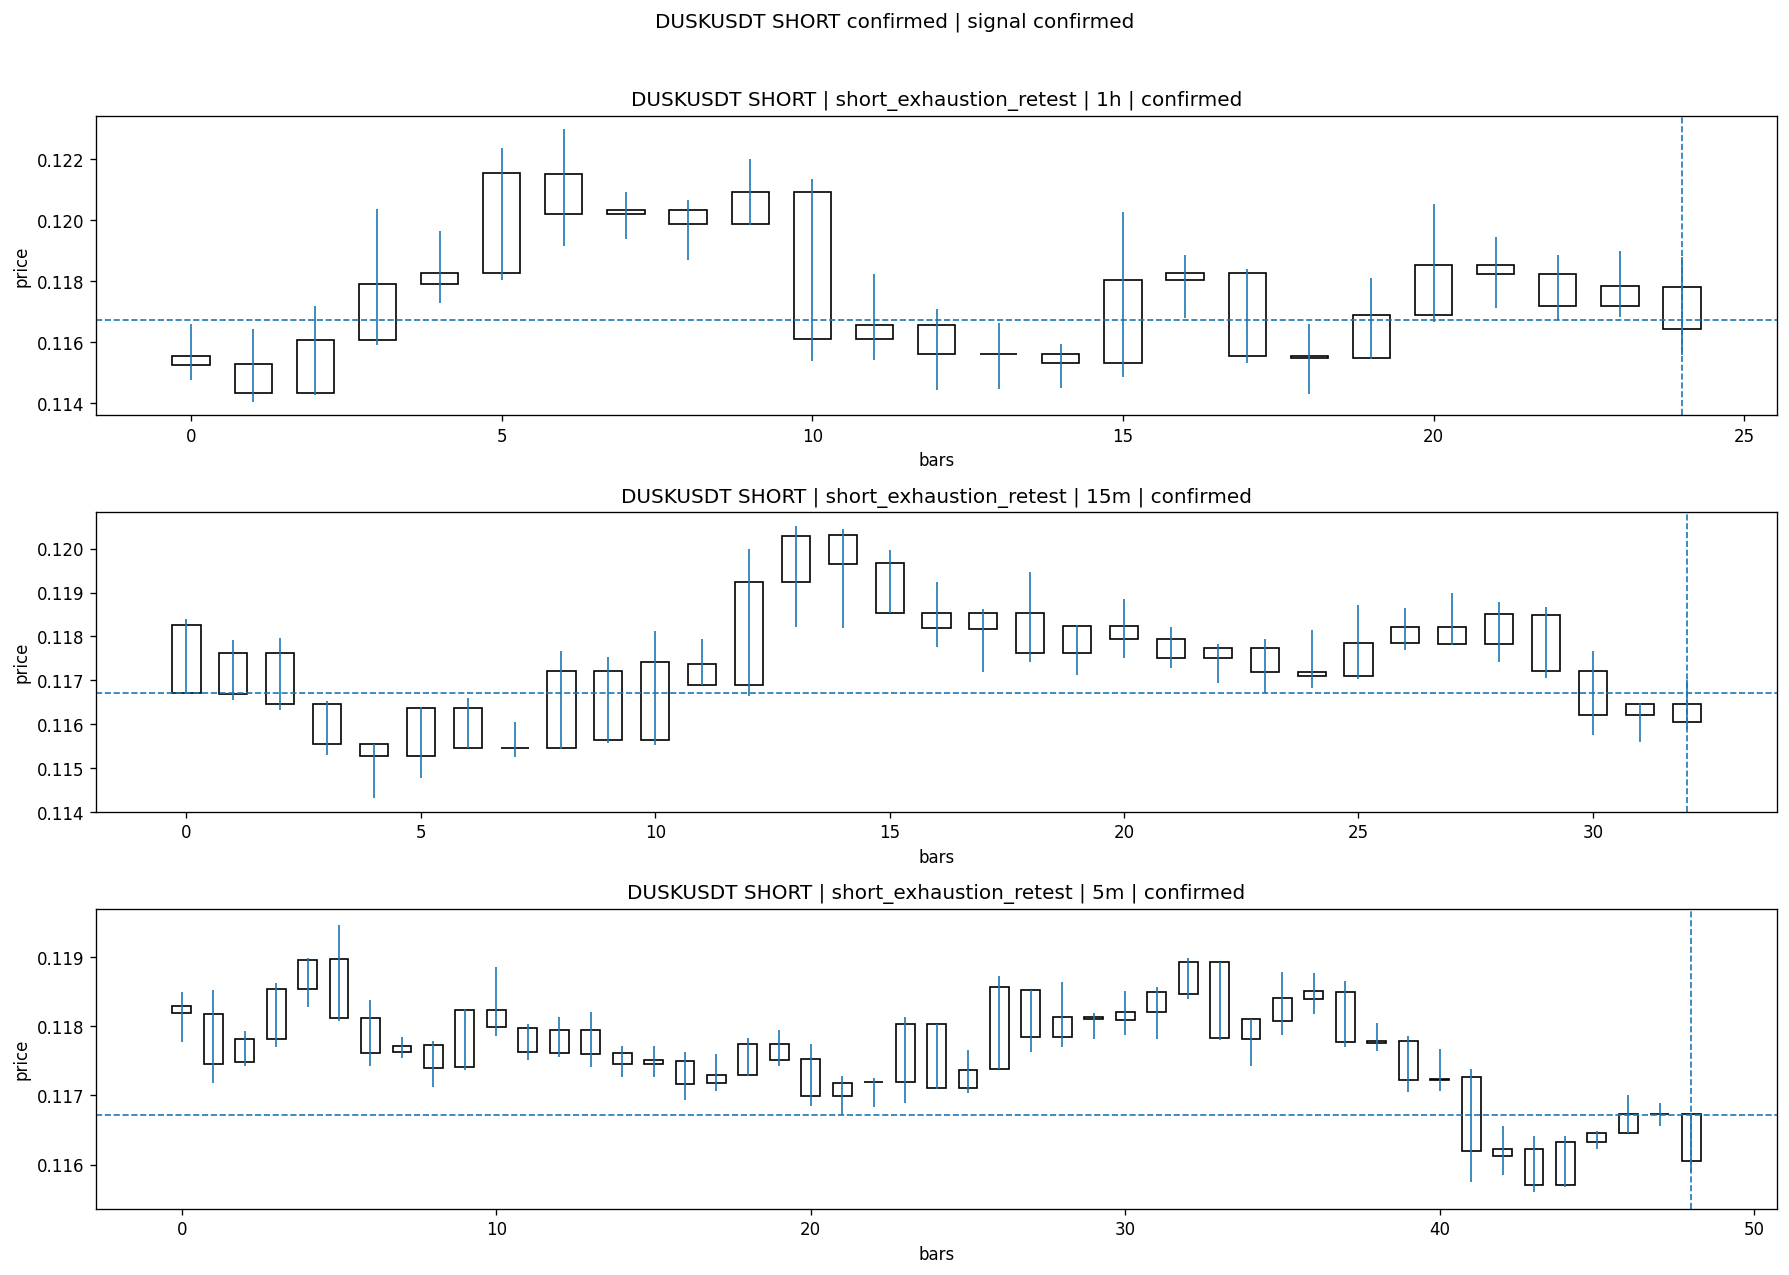 DUSKUSDT SHORT confirmed | signal confirmed
DUSKUSDT SHORT | short_exhaustion_retest | 1h | confirmed
price
0.122
0.120
0.118
0.116
0.114
0 5 10 15 20 25
bars
DUSKUSDT SHORT | short_exhaustion_retest | 15m | confirmed
price
0.120
0.119
0.118
0.117
0.116
0.115
0.114
0 5 10 15 20 25 30
bars
DUSKUSDT SHORT | short_exhaustion_retest | 5m | confirmed
price
0.119
0.118
0.117
0.116
0 10 20 30 40 50
bars